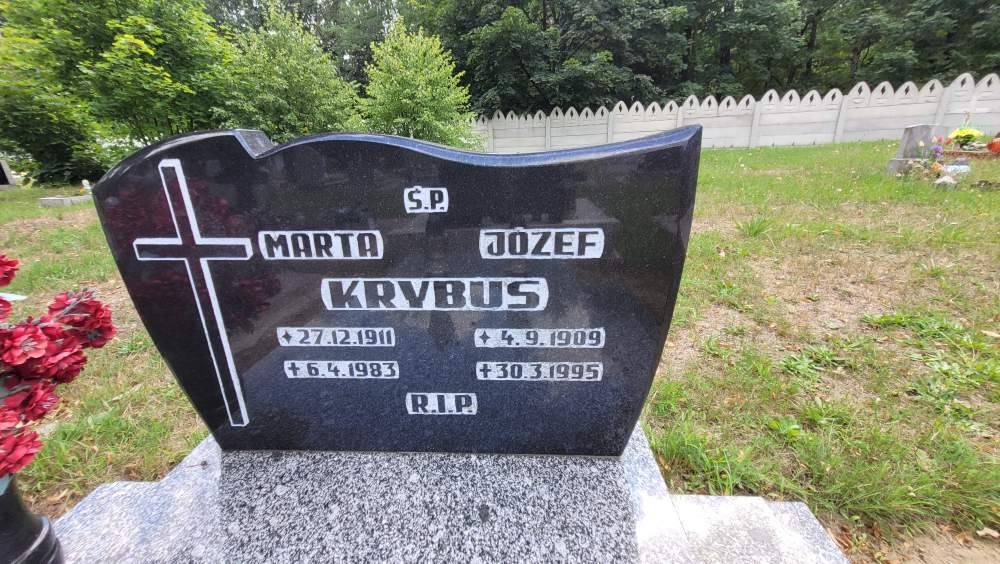 Ś.P.
MARTA JÓZEF
KRYBUS
✦27.12.1911 ✦4.9.1909
✝6.4.1983 ✝30.3.1995
R.I.P.